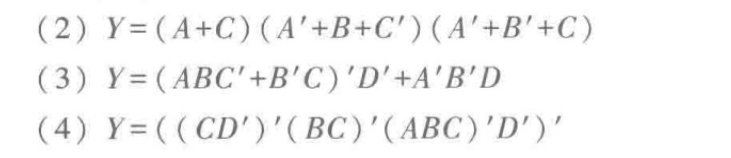 (2) Y=(A+C)(A′+B+C′)(A′+B′+C)
(3) Y=(ABC′+B′C)′D′+A′B′D
(4) Y=((CD′)′(BC)′(ABC)′D′)′